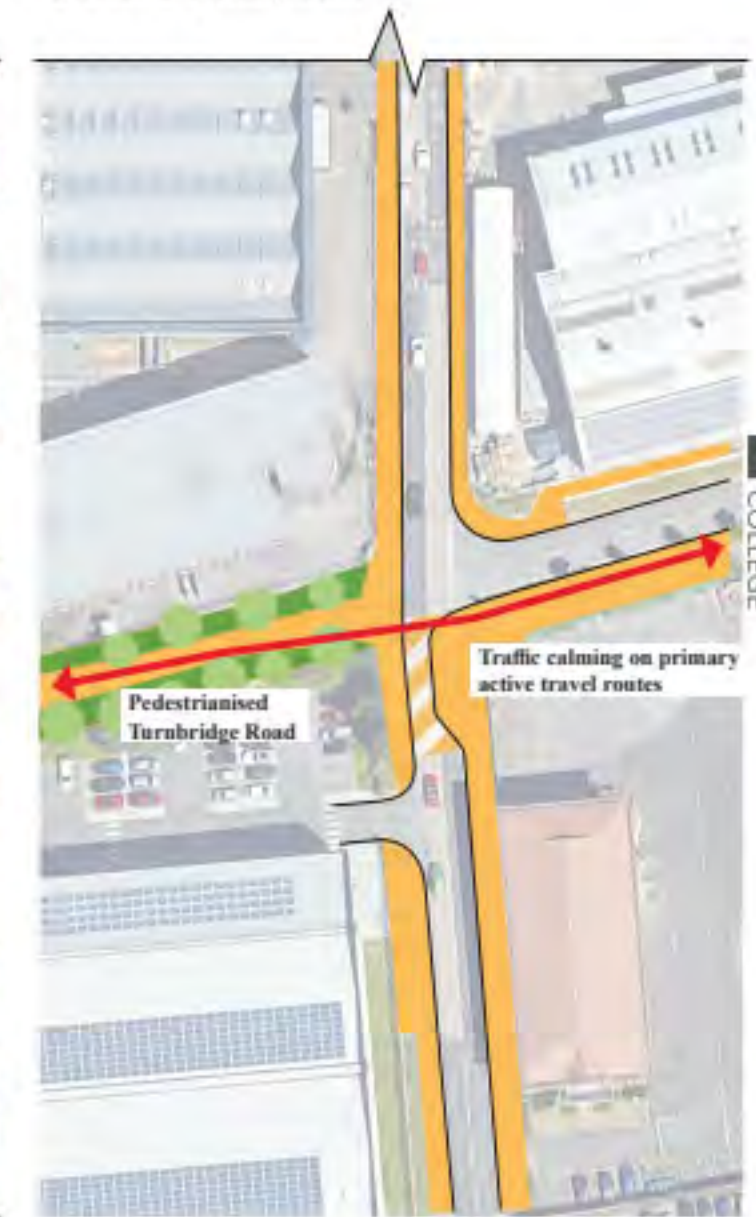 COLLEGE
Traffic calming on primary
active travel routes
Pedestrianised
Turnbridge Road